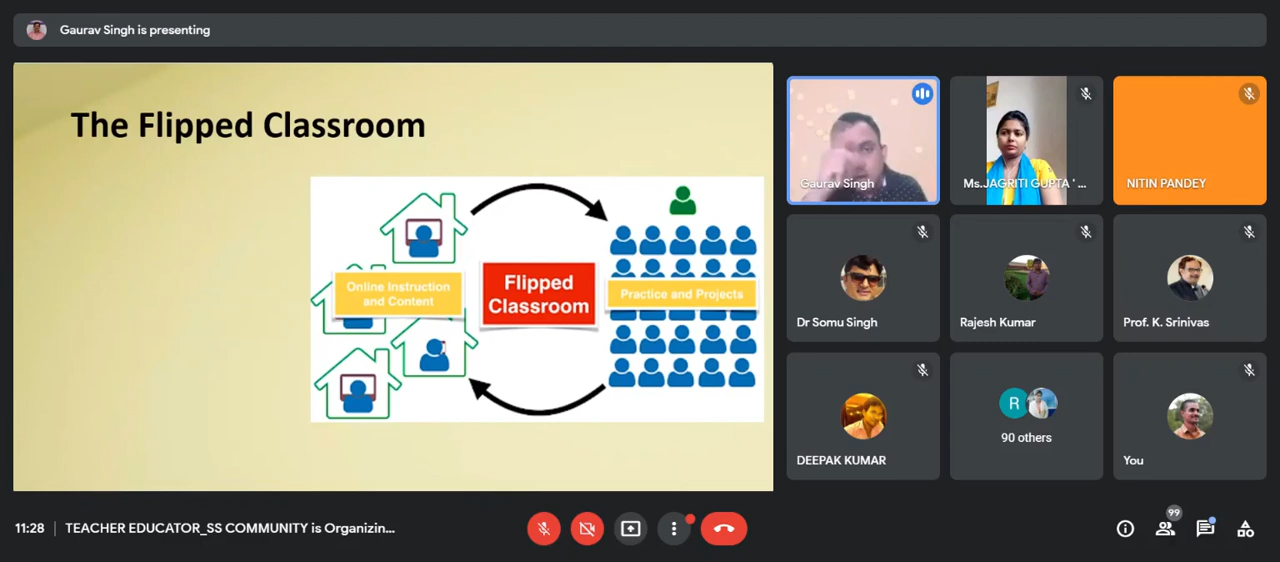 Gaurav Singh is presenting
The Flipped Classroom
Online Instruction
and Content
Flipped
Classroom
Practice and Projects
Gaurav Singh
Ms.JAGRITI GUPTA ' ...
NITIN PANDEY
Dr Somu Singh
Rajesh Kumar
Prof. K. Srinivas
DEEPAK KUMAR
R
90 others
You
11:28 | TEACHER EDUCATOR_SS COMMUNITY is Organizin...
99